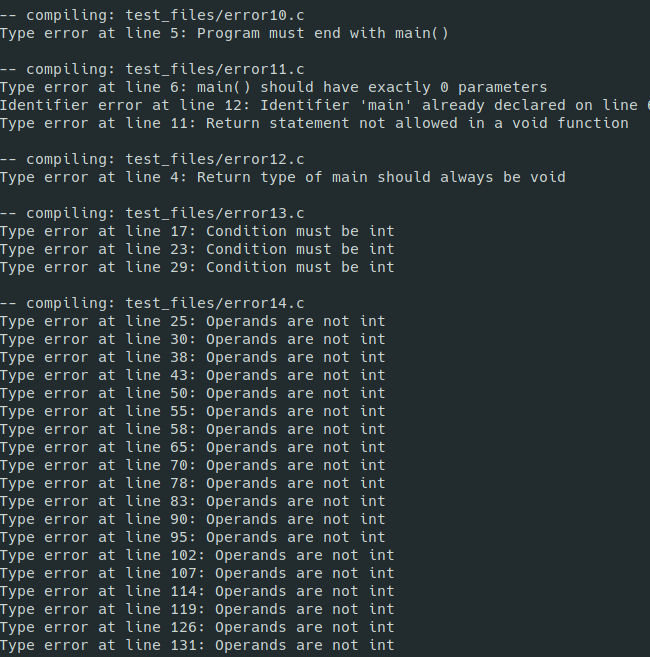 -- compiling: test_files/error10.c
Type error at line 5: Program must end with main()
-- compiling: test_files/error11.c
Type error at line 6: main() should have exactly 0 parameters
Identifier error at line 12: Identifier 'main' already declared on line
Type error at line 11: Return statement not allowed in a void function
-- compiling: test_files/error12.c
Type error at line 4: Return type of main should always be void
-- compiling: test_files/error13.c
Type error at line 17: Condition must be int
Type error at line 23: Condition must be int
Type error at line 29: Condition must be int
-- compiling: test_files/error14.c
Type error at line 25: Operands are not int
Type error at line 30: Operands are not int
Type error at line 38: Operands are not int
Type error at line 43: Operands are not int
Type error at line 50: Operands are not int
Type error at line 55: Operands are not int
Type error at line 58: Operands are not int
Type error at line 65: Operands are not int
Type error at line 70: Operands are not int
Type error at line 78: Operands are not int
Type error at line 83: Operands are not int
Type error at line 90: Operands are not int
Type error at line 95: Operands are not int
Type error at line 102: Operands are not int
Type error at line 107: Operands are not int
Type error at line 114: Operands are not int
Type error at line 119: Operands are not int
Type error at line 126: Operands are not int
Type error at line 131: Operands are not int